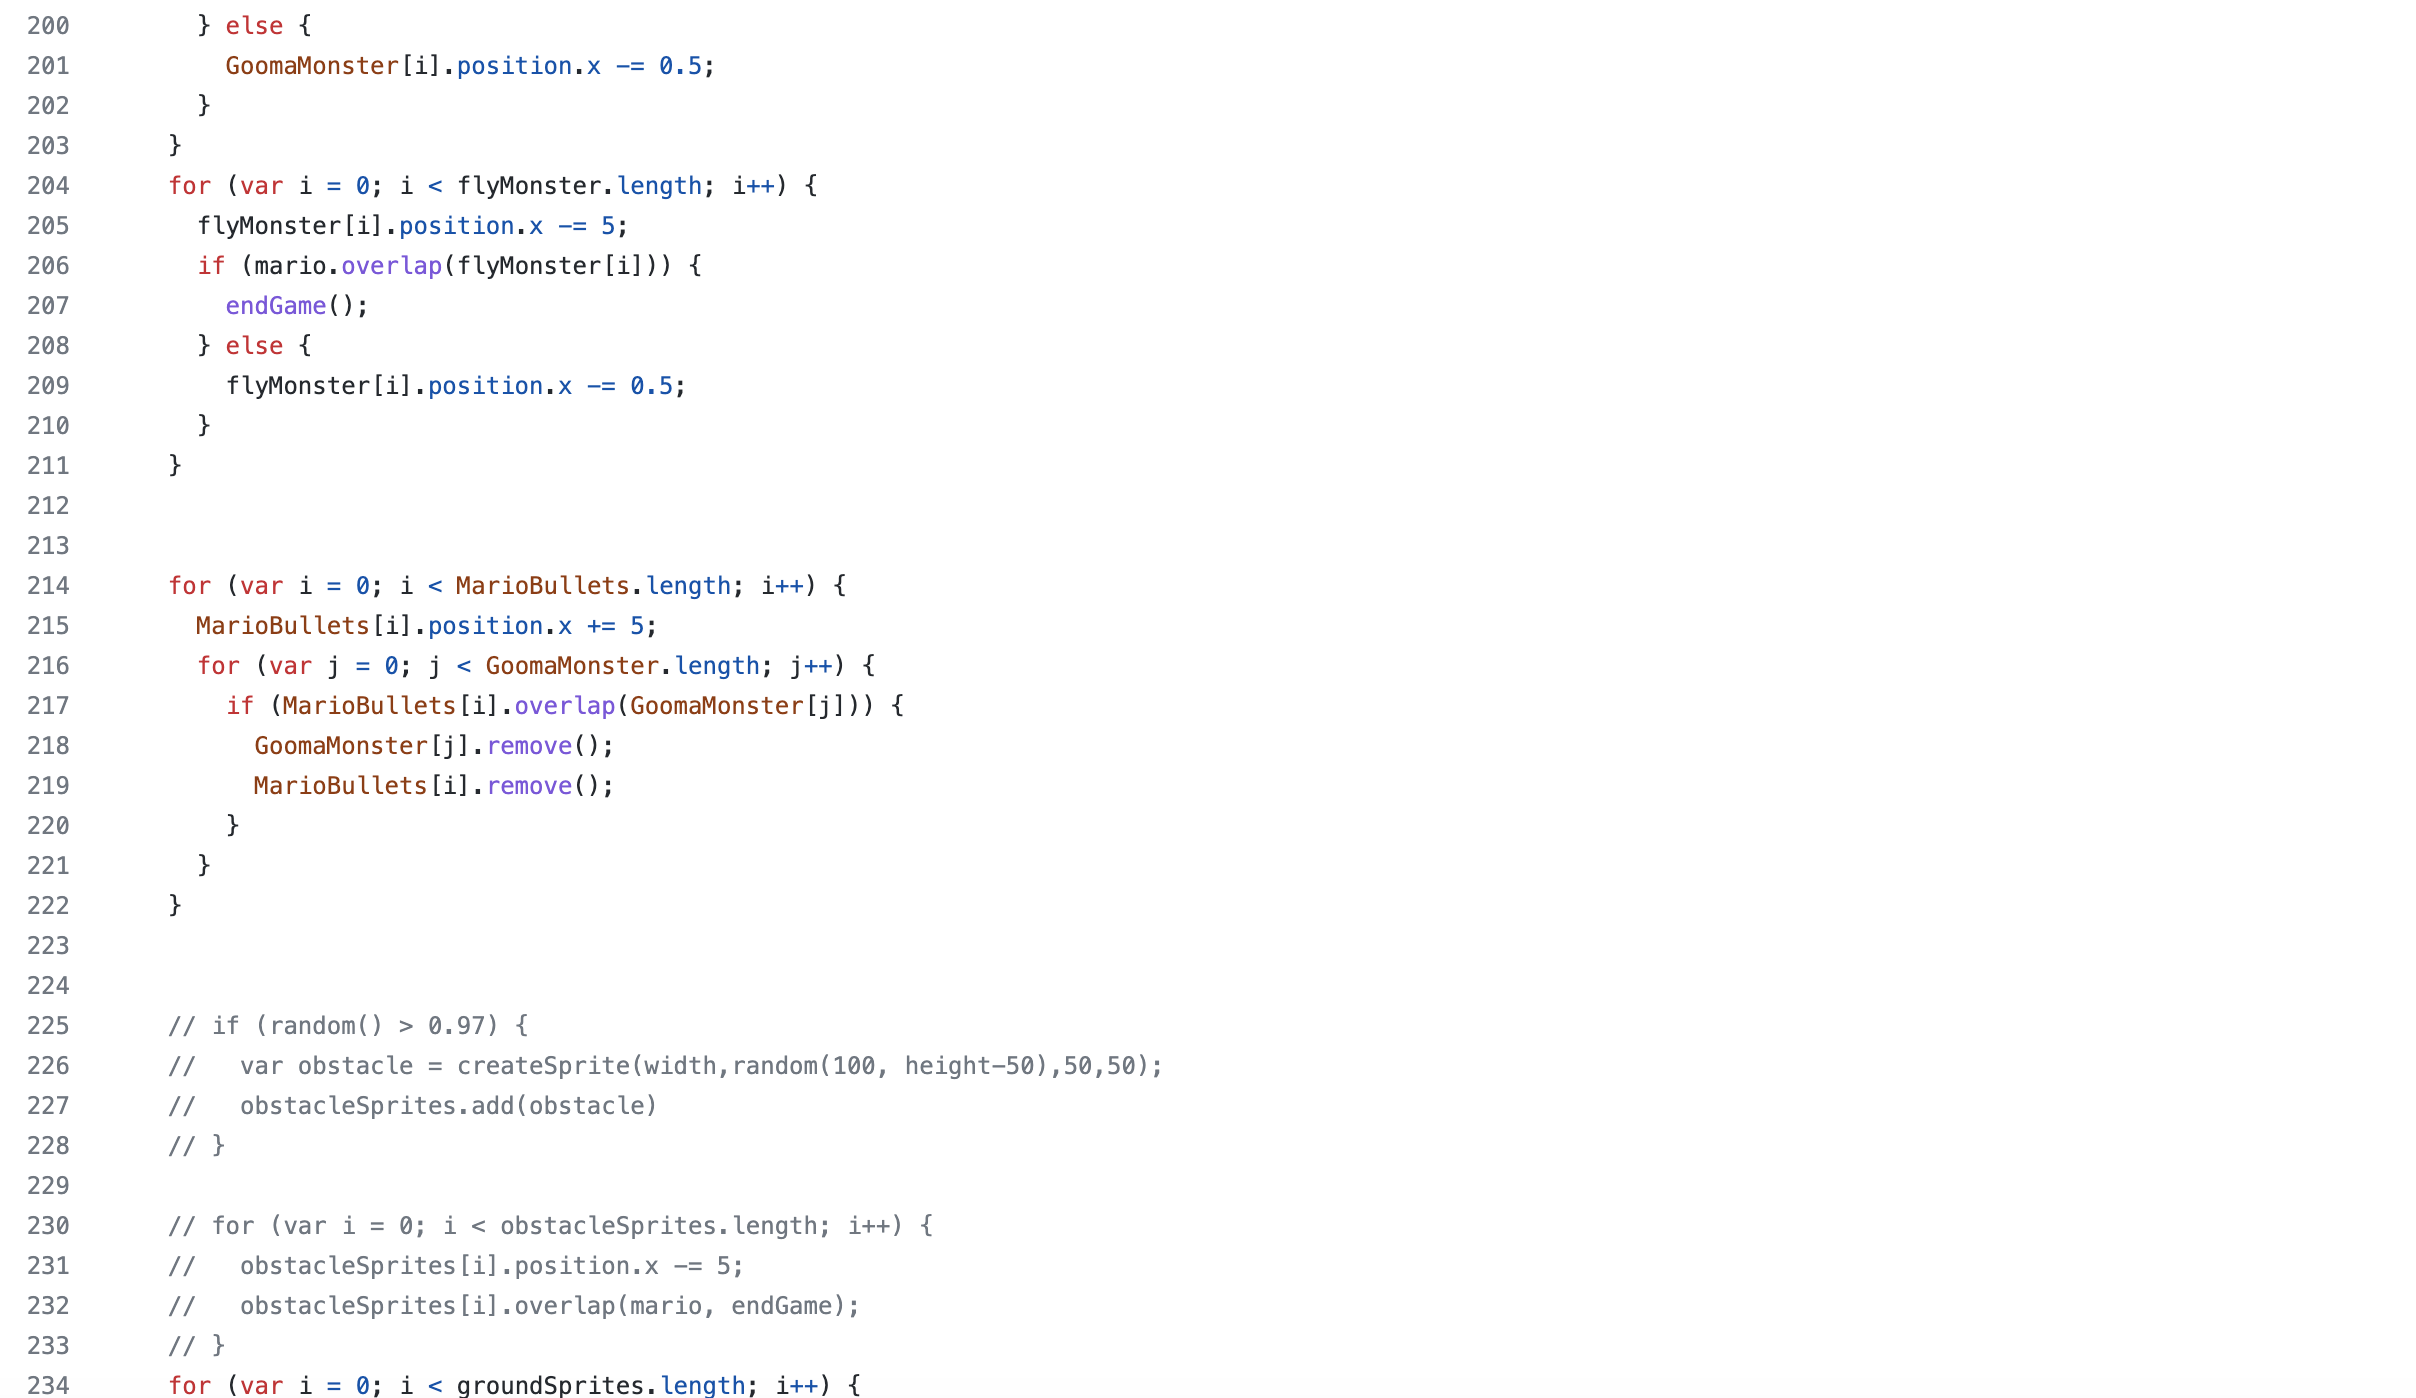 200 } else {
201 GoomaMonster[i].position.x -= 0.5;
202 }
203 }
204 for (var i = 0; i < flyMonster.length; i++) {
205 flyMonster[i].position.x -= 5;
206 if (mario.overlap(flyMonster[i])) {
207 endGame();
208 } else {
209 flyMonster[i].position.x -= 0.5;
210 }
211 }
212
213
214 for (var i = 0; i < MarioBullets.length; i++) {
215 MarioBullets[i].position.x += 5;
216 for (var j = 0; j < GoomaMonster.length; j++) {
217 if (MarioBullets[i].overlap(GoomaMonster[j])) {
218 GoomaMonster[j].remove();
219 MarioBullets[i].remove();
220 }
221 }
222 }
223
224
225 // if (random() > 0.97) {
226 // var obstacle = createSprite(width,random(100, height-50),50,50);
227 // obstacleSprites.add(obstacle)
228 // }
229
230 // for (var i = 0; i < obstacleSprites.length; i++) {
231 // obstacleSprites[i].position.x -= 5;
232 // obstacleSprites[i].overlap(mario, endGame);
233 // }
234 for (var i = 0; i < groundSprites.length; i++) {